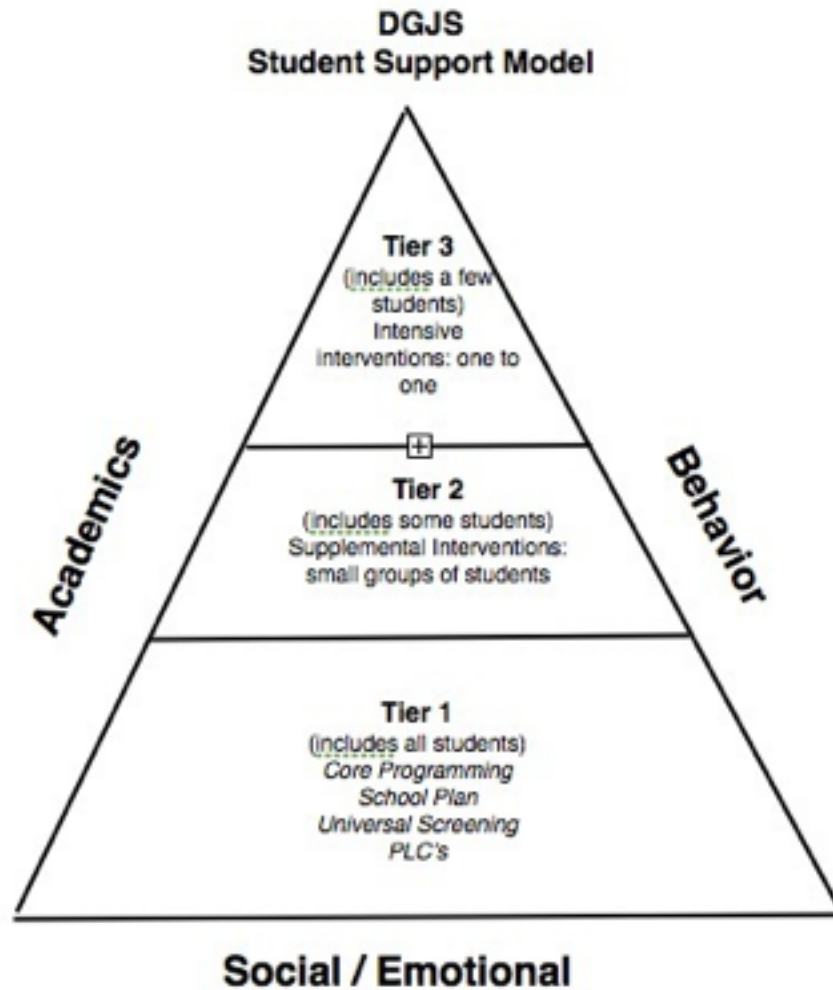 DGJS
Student Support Model
Tier 3
(includes a few
students)
Intensive
interventions: one to
one
Academics
Behavior
Tier 2
(includes some students)
Supplemental Interventions:
small groups of students
Tier 1
(includes all students)
Core Programming
School Plan
Universal Screening
PLC's
Social / Emotional